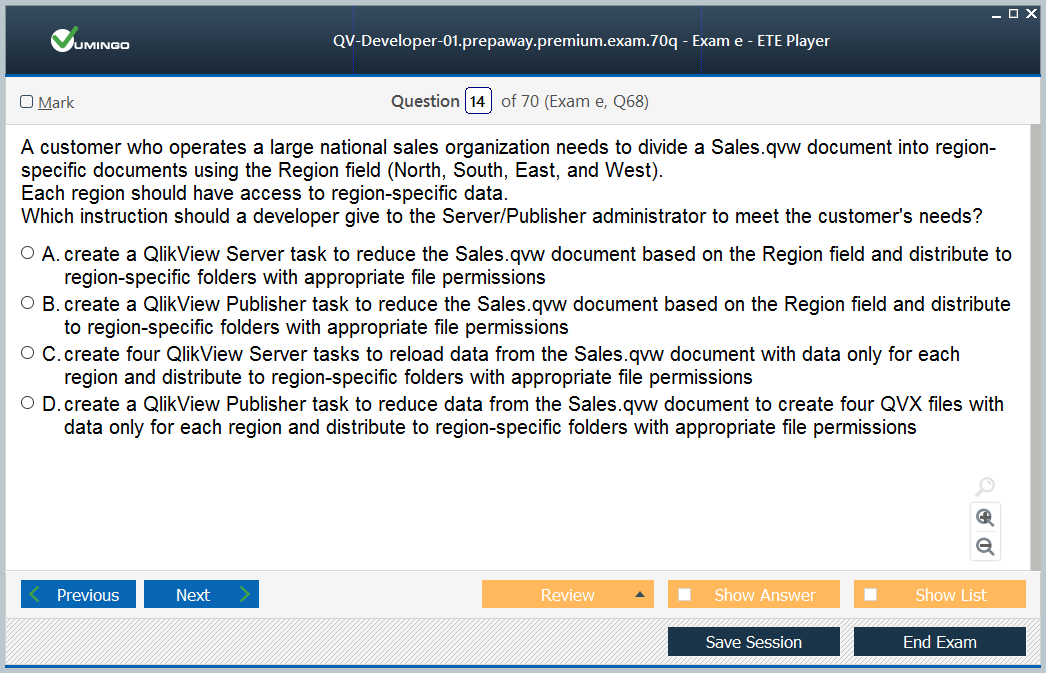 VUMINGO
QV-Developer-01.prepaway.premium.exam.70q - Exam e - ETE Player
Mark
Question 14 of 70 (Exam e, Q68)
A customer who operates a large national sales organization needs to divide a Sales.qvw document into region-
specific documents using the Region field (North, South, East, and West).
Each region should have access to region-specific data.
Which instruction should a developer give to the Server/Publisher administrator to meet the customer's needs?
A. create a QlikView Server task to reduce the Sales.qvw document based on the Region field and distribute to
region-specific folders with appropriate file permissions
B. create a QlikView Publisher task to reduce the Sales.qvw document based on the Region field and distribute
to region-specific folders with appropriate file permissions
C. create four QlikView Server tasks to reload data from the Sales.qvw document with data only for each
region and distribute to region-specific folders with appropriate file permissions
D. create a QlikView Publisher task to reduce data from the Sales.qvw document to create four QVX files with
data only for each region and distribute to region-specific folders with appropriate file permissions
Previous
Next
Review
Show Answer
Show List
Save Session
End Exam